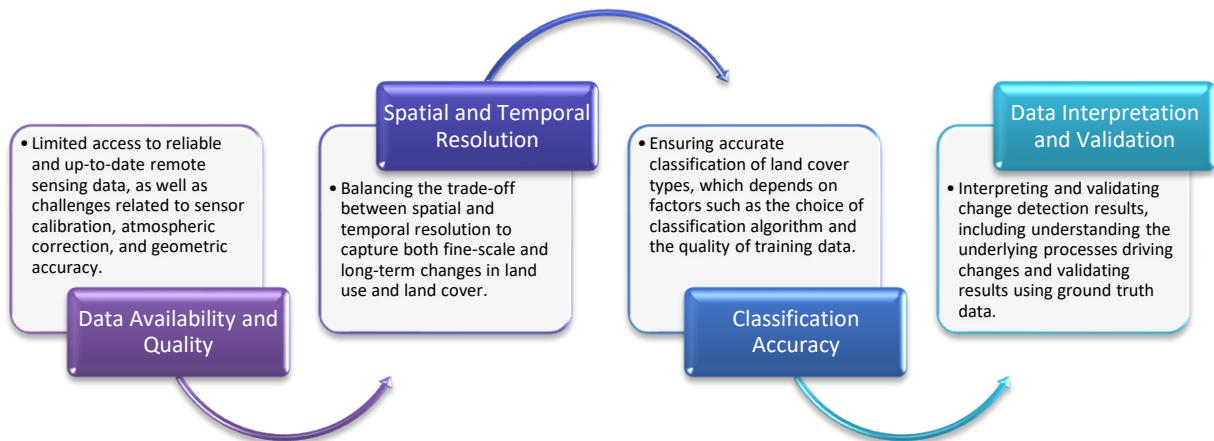 • Limited access to reliable
and up-to-date remote
sensing data, as well as
challenges related to sensor
calibration, atmospheric
correction, and geometric
accuracy.
Data Availability and
Quality
Spatial and Temporal
Resolution
• Balancing the trade-off
between spatial and
temporal resolution to
capture both fine-scale and
long-term changes in land
use and land cover.
• Ensuring accurate
classification of land cover
types, which depends on
factors such as the choice of
classification algorithm and
the quality of training data.
Classification
Accuracy
Data Interpretation
and Validation
• Interpreting and validating
change detection results,
including understanding the
underlying processes driving
changes and validating
results using ground truth
data.